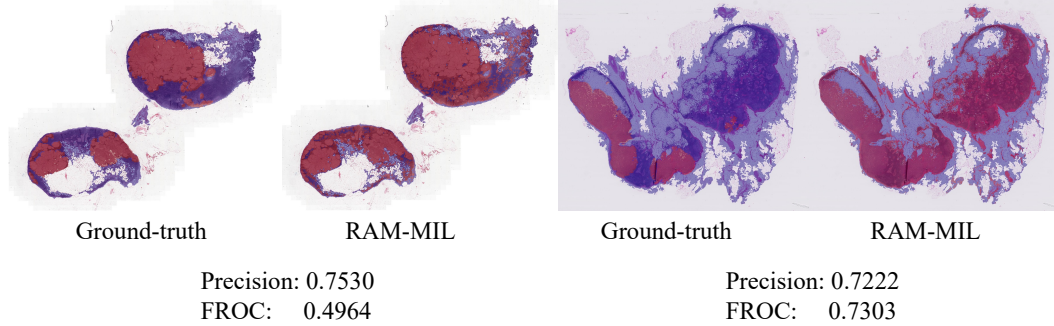 Ground-truth
RAM-MIL
Ground-truth
RAM-MIL
Precision: 0.7530
FROC: 0.4964
Precision: 0.7222
FROC: 0.7303